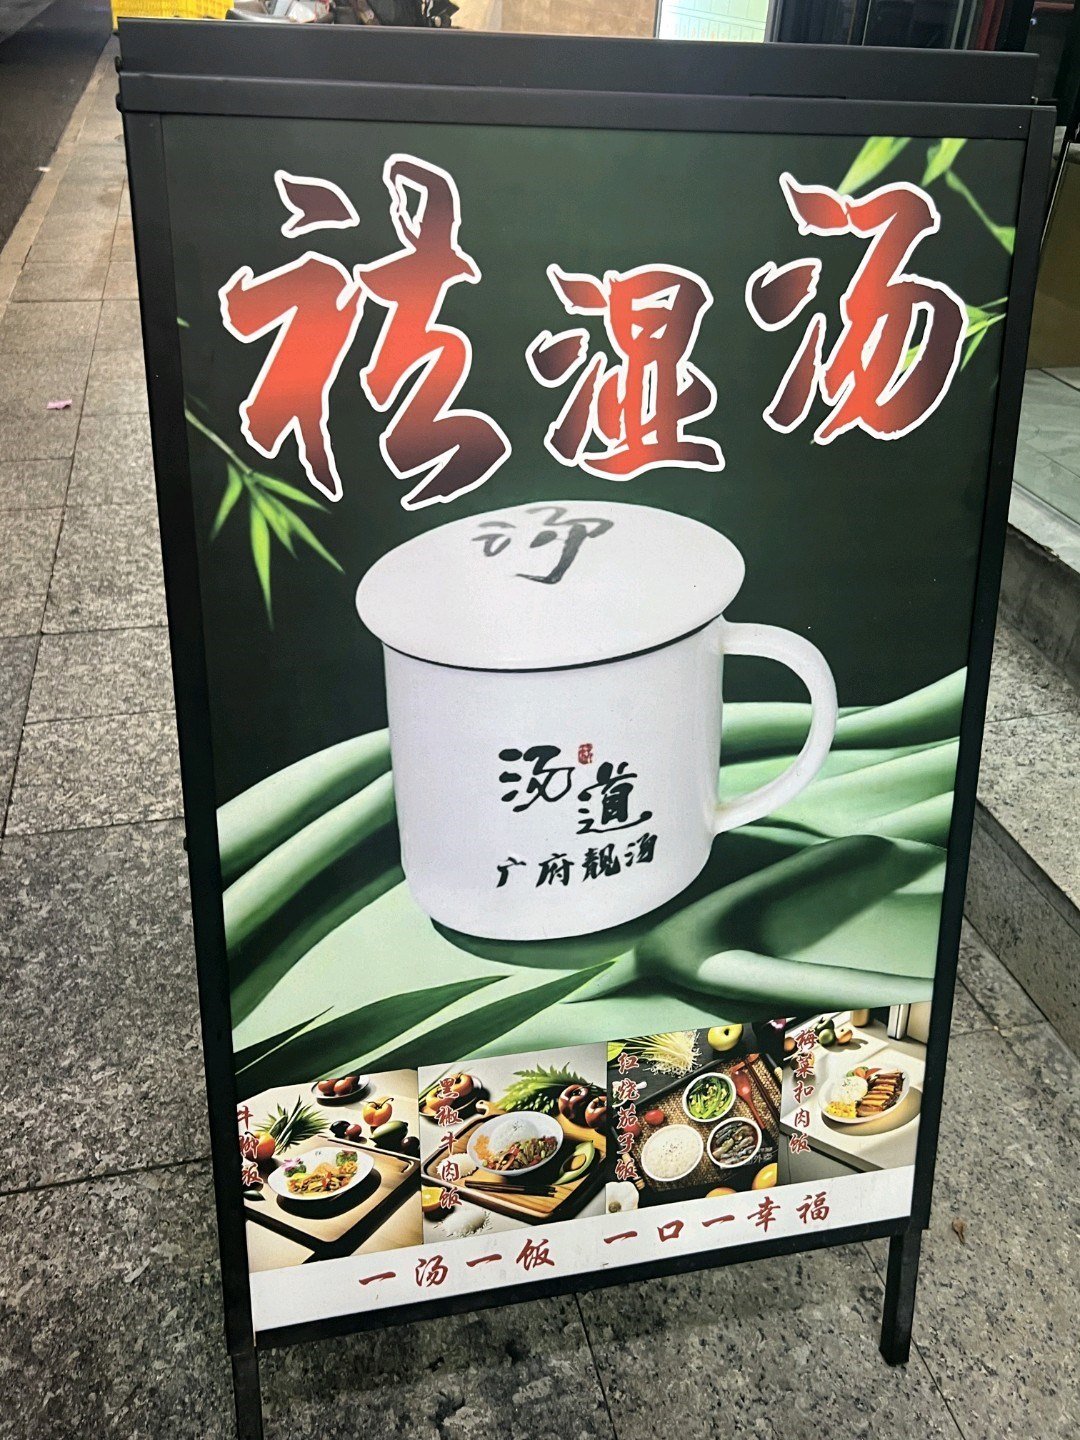 祛湿汤
汤
汤道
广府靓汤
牛腩饭
黑椒牛肉饭
红烧茄子饭
梅菜扣肉饭
一汤一饭 一口一幸福